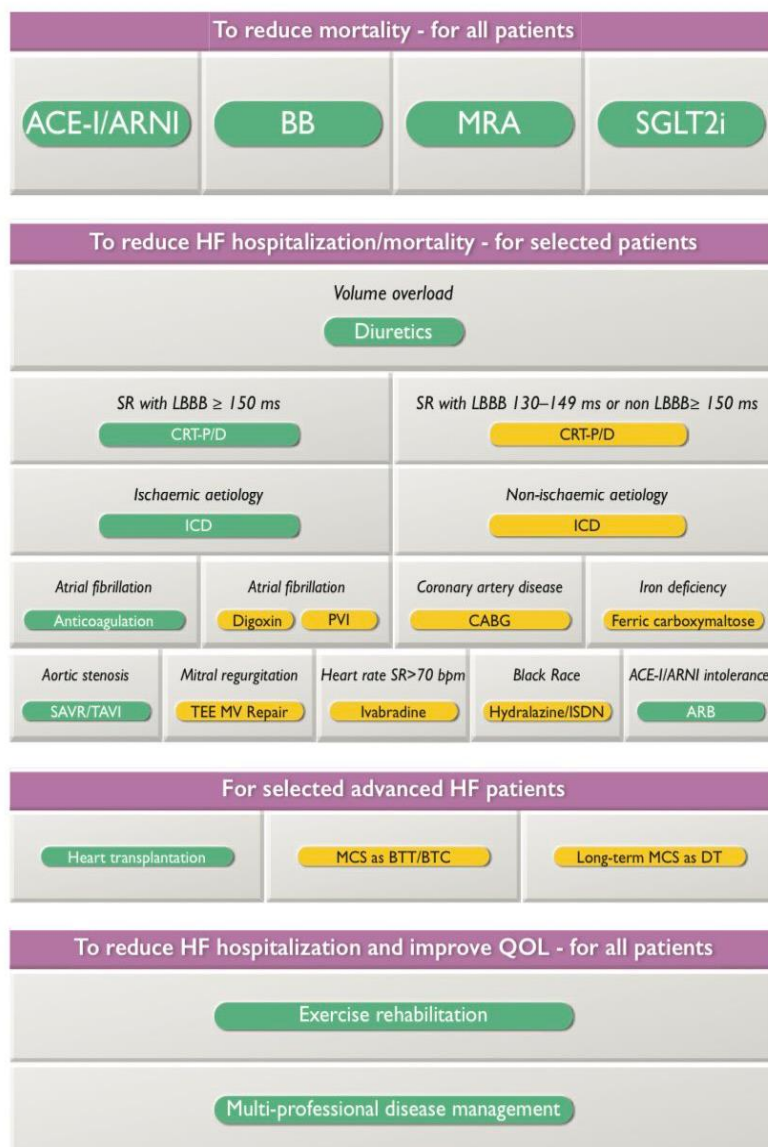 To reduce mortality - for all patients
ACE-I/ARNI
BB
MRA
SGLT2i
To reduce HF hospitalization/mortality - for selected patients
Volume overload
Diuretics
SR with LBBB ≥ 150 ms
SR with LBBB 130–149 ms or non LBBB≥ 150 ms
CRT-P/D
CRT-P/D
Ischaemic aetiology
Non-ischaemic aetiology
ICD
ICD
Atrial fibrillation
Atrial fibrillation
Coronary artery disease
Iron deficiency
Anticoagulation
Digoxin
PVI
CABG
Ferric carboxymaltose
Aortic stenosis
Mitral regurgitation
Heart rate SR>70 bpm
Black Race
ACE-I/ARNI intolerance
SAVR/TAVI
TEE MV Repair
Ivabradine
Hydralazine/ISDN
ARB
For selected advanced HF patients
Heart transplantation
MCS as BTT/BTC
Long-term MCS as DT
To reduce HF hospitalization and improve QOL - for all patients
Exercise rehabilitation
Multi-professional disease management